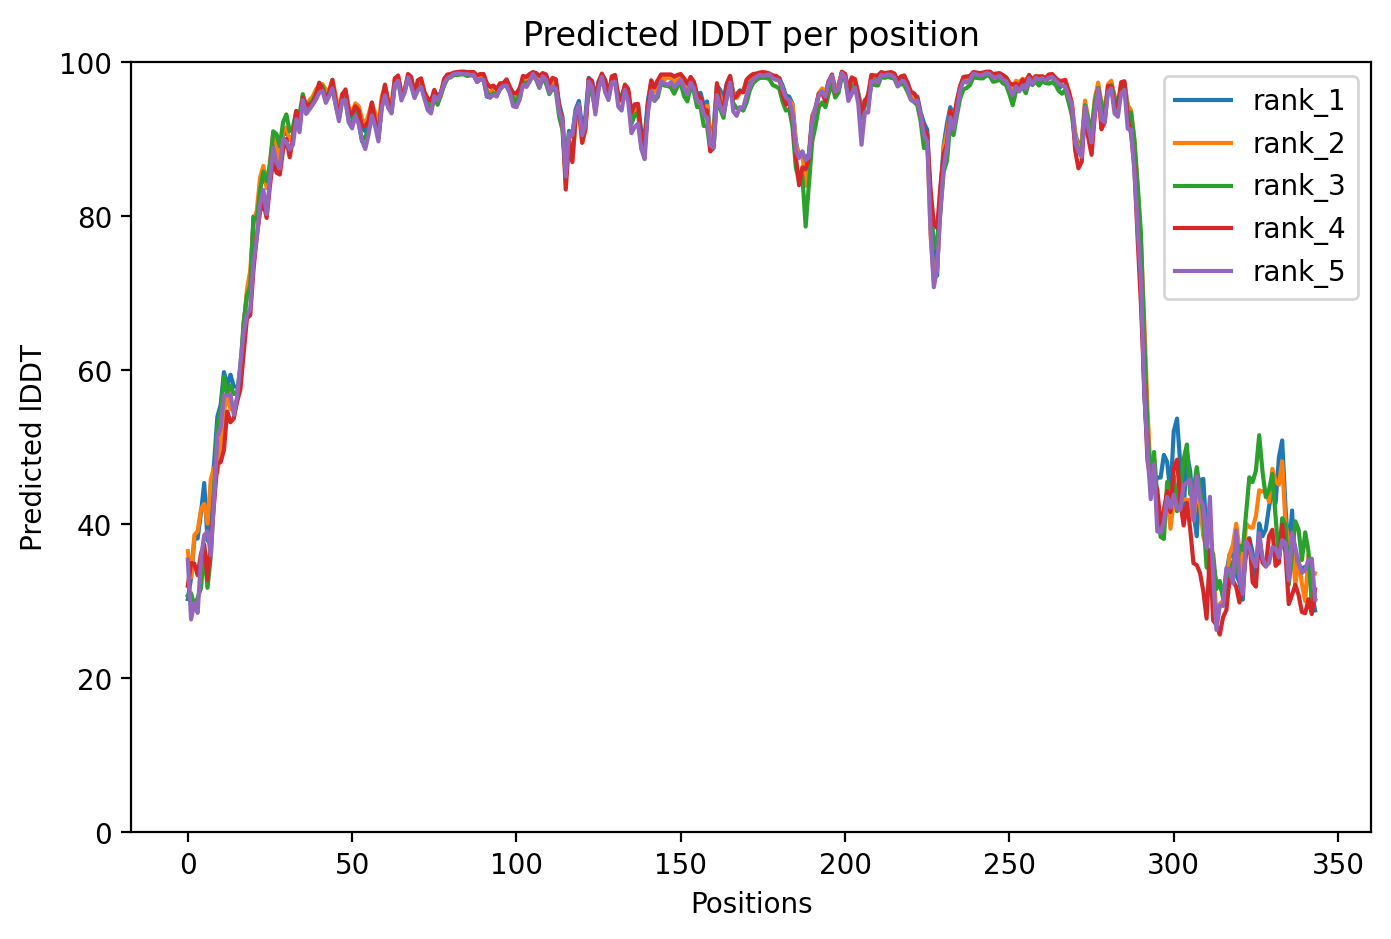 Predicted lDDT per position
100
80
60
40
20
0
Predicted lDDT
0 50 100 150 200 250 300 350
Positions
rank_1
rank_2
rank_3
rank_4
rank_5